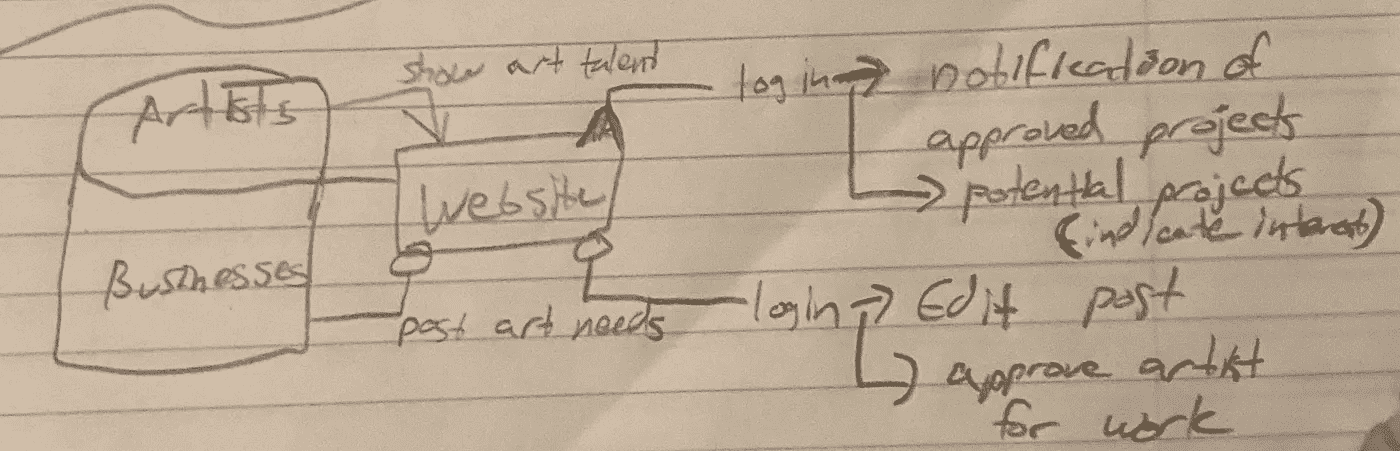 show art talent
Artists
log in → notification of
approved projects
→ potential projects
(indicate interest)
Website
Businesses
post art needs
login → Edit post
→ approve artist
for work